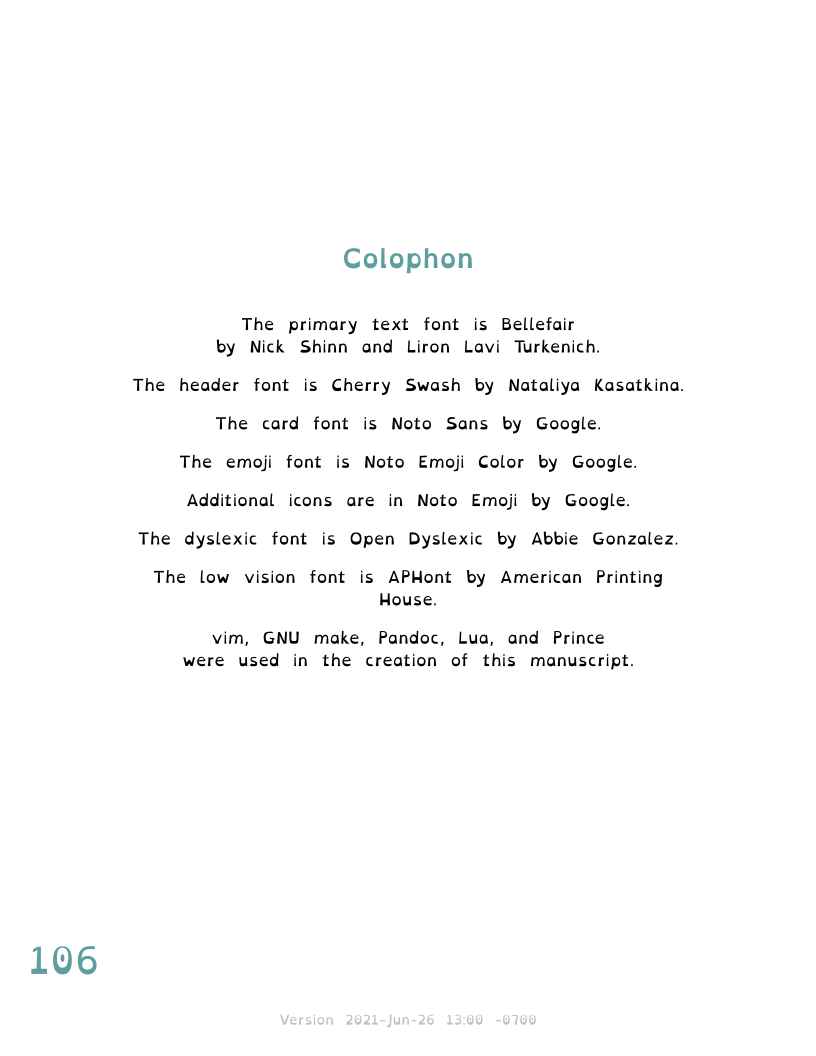 Colophon
The primary text font is Bellefair
by Nick Shinn and Liron Lavi Turkenich.
The header font is Cherry Swash by Nataliya Kasatkina.
The card font is Noto Sans by Google.
The emoji font is Noto Emoji Color by Google.
Additional icons are in Noto Emoji by Google.
The dyslexic font is Open Dyslexic by Abbie Gonzalez.
The low vision font is APHont by American Printing
House.
vim, GNU make, Pandoc, Lua, and Prince
were used in the creation of this manuscript.
106
Version 2021-Jun-26 13:00 -0700